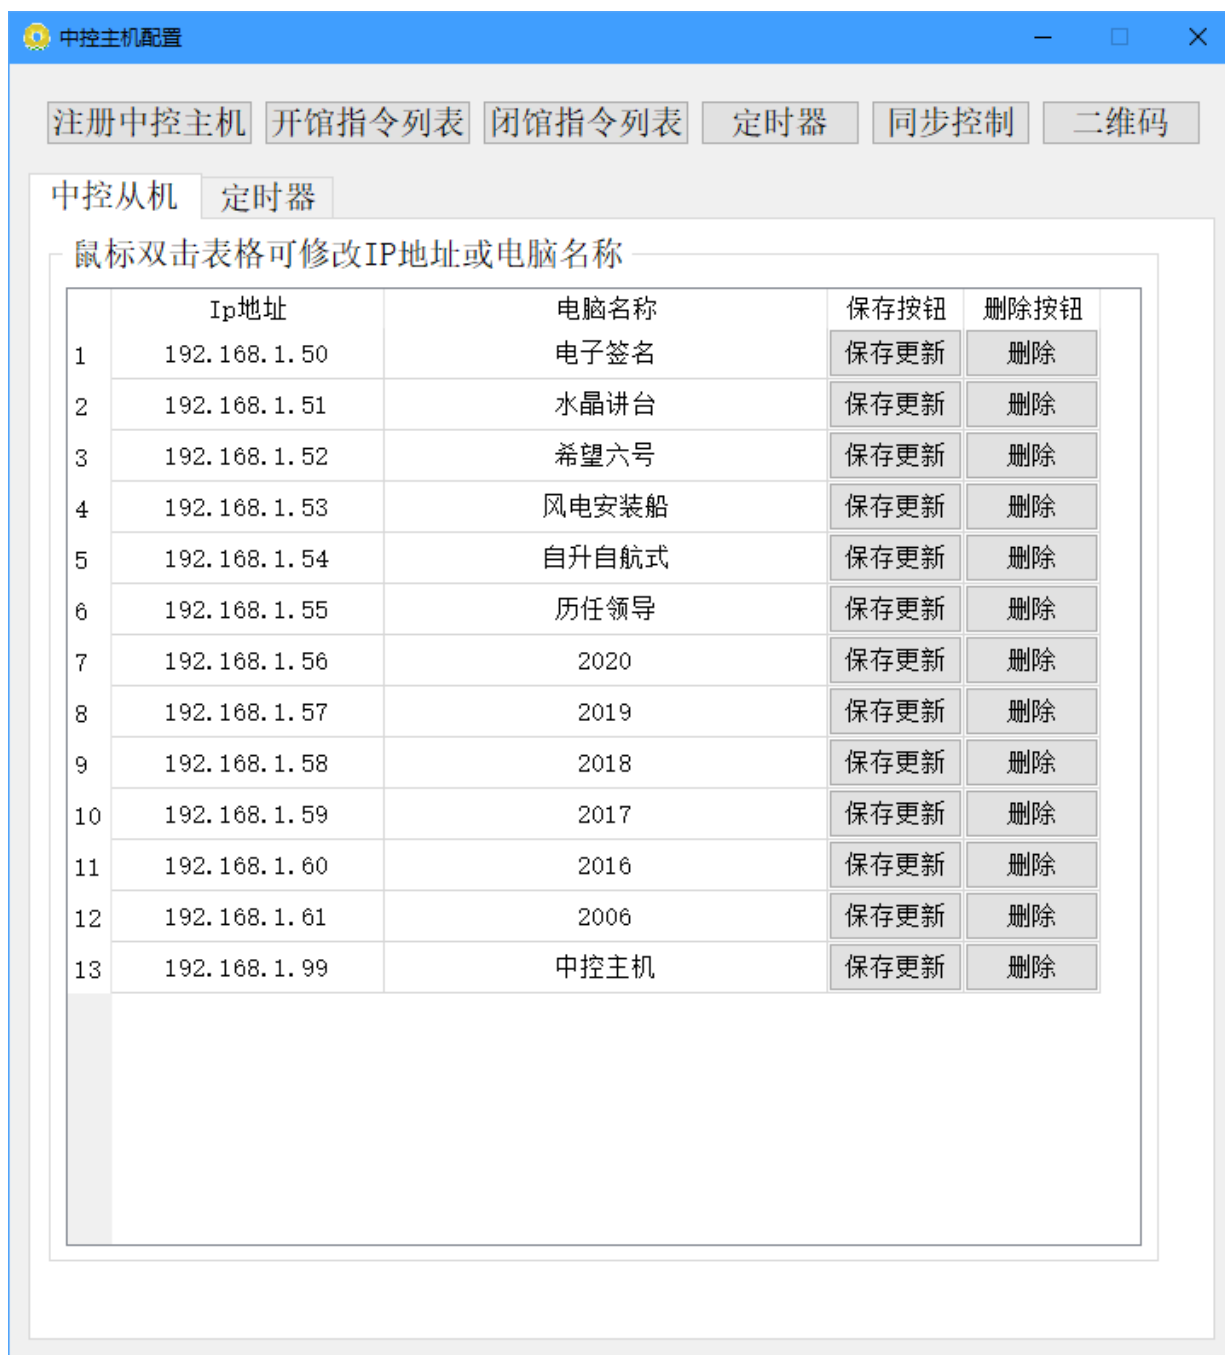 中控主机配置
注册中控主机 开馆指令列表 闭馆指令列表 定时器 同步控制 二维码
中控从机 定时器
鼠标双击表格可修改IP地址或电脑名称
Ip地址 电脑名称 保存按钮 删除按钮
1 192.168.1.50 电子签名 保存更新 删除
2 192.168.1.51 水晶讲台 保存更新 删除
3 192.168.1.52 希望六号 保存更新 删除
4 192.168.1.53 风电安装船 保存更新 删除
5 192.168.1.54 自升自航式 保存更新 删除
6 192.168.1.55 历任领导 保存更新 删除
7 192.168.1.56 2020 保存更新 删除
8 192.168.1.57 2019 保存更新 删除
9 192.168.1.58 2018 保存更新 删除
10 192.168.1.59 2017 保存更新 删除
11 192.168.1.60 2016 保存更新 删除
12 192.168.1.61 2006 保存更新 删除
13 192.168.1.99 中控主机 保存更新 删除